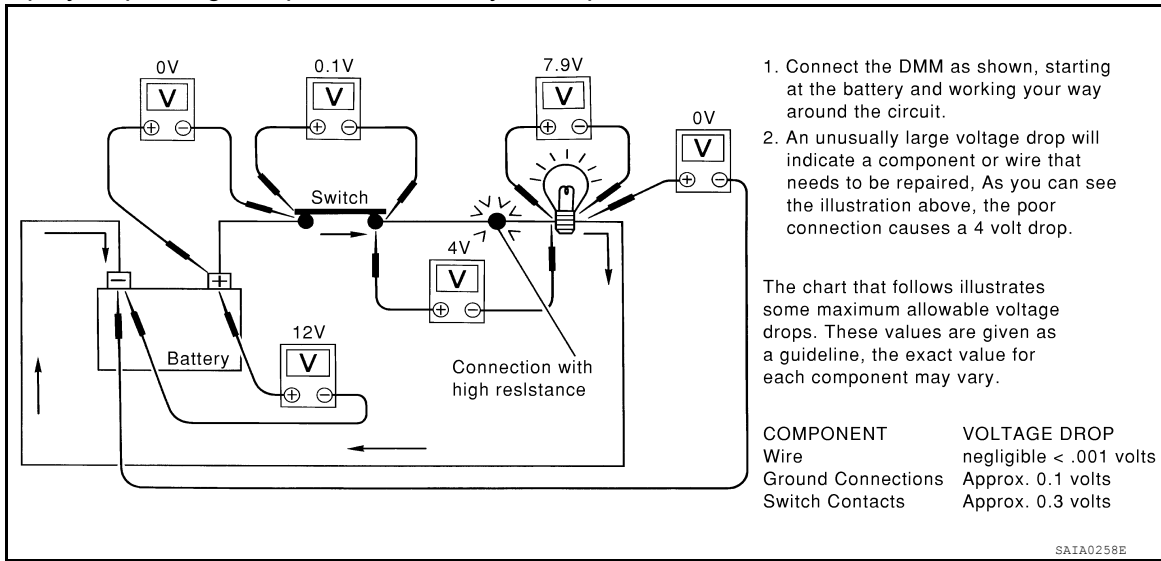 0V
0.1V
7.9V
0V
V
V
V
V
Switch
4V
V
12V
V
Battery
Connection with
high resIstance
1. Connect the DMM as shown, starting
at the battery and working your way
around the circuit.
2. An unusually large voltage drop will
indicate a component or wire that
needs to be repaired, As you can see
the illustration above, the poor
connection causes a 4 volt drop.
The chart that follows illustrates
some maximum allowable voltage
drops. These values are given as
a guideline, the exact value for
each component may vary.
COMPONENT VOLTAGE DROP
Wire negligible < .001 volts
Ground Connections Approx. 0.1 volts
Switch Contacts Approx. 0.3 volts
SAIA0258E